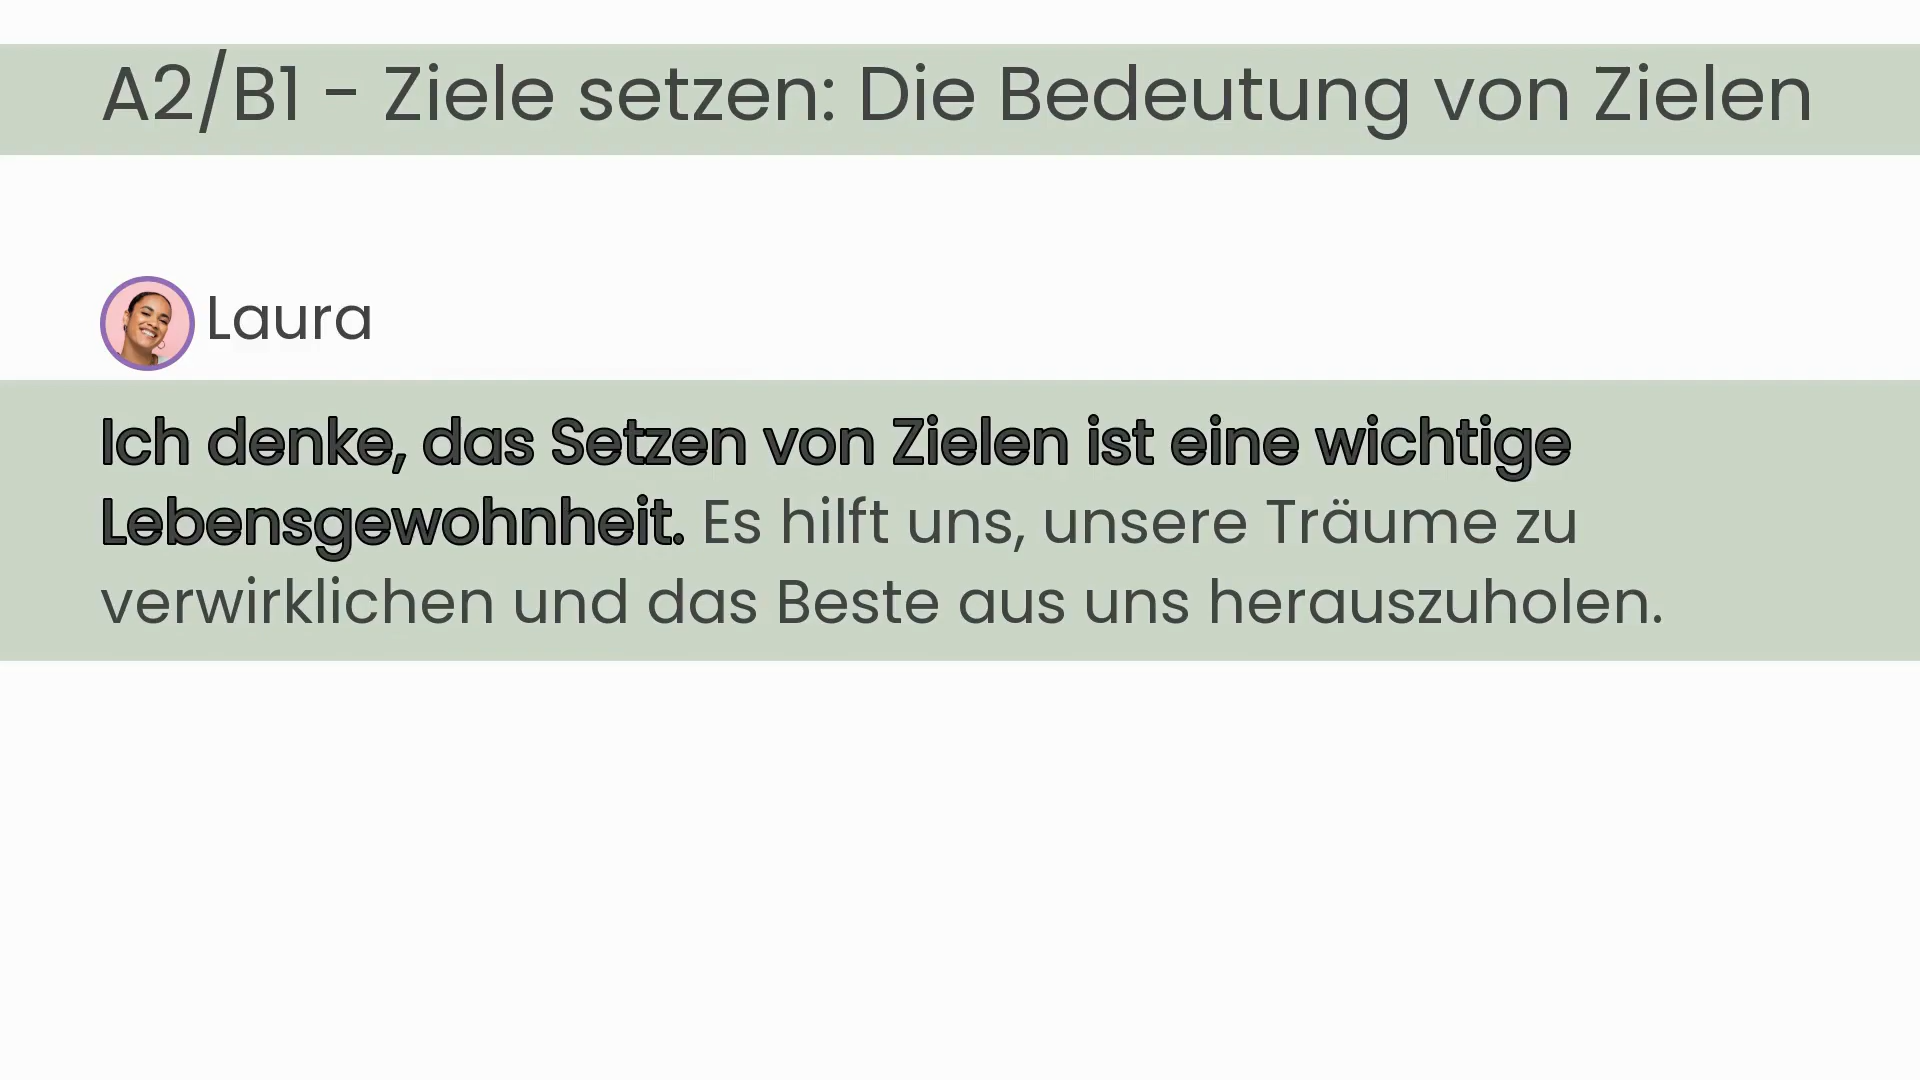 A2/B1 - Ziele setzen: Die Bedeutung von Zielen
Laura
Ich denke, das Setzen von Zielen ist eine wichtige
Lebensgewohnheit. Es hilft uns, unsere Träume zu
verwirklichen und das Beste aus uns herauszuholen.